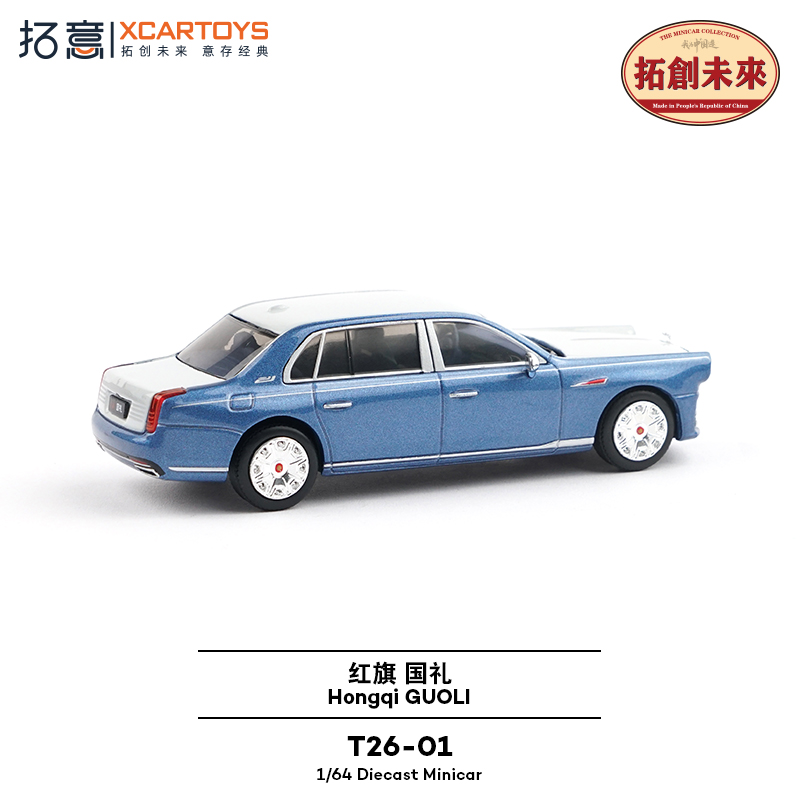 拓意
XCARTOYS
拓创未来 意存经典
THE MINICAR COLLECTION
拓創未來
Made in People's Republic of China
红旗 国礼
Hongqi GUOLI
T26-01
1/64 Diecast Minicar